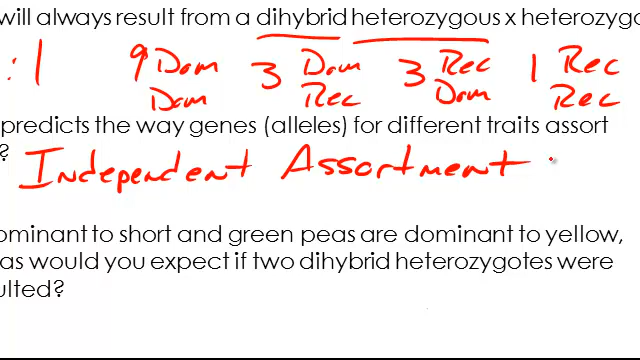 will always result from a dihybrid heterozygous x heterozygo
: 1 9 Dom Dom 3 Dom Rec 3 Rec Dom 1 Rec Rec
predicts the way genes (alleles) for different traits assort
? Independent Assortment
ominant to short and green peas are dominant to yellow,
as would you expect if two dihybrid heterozygotes were
ulted?